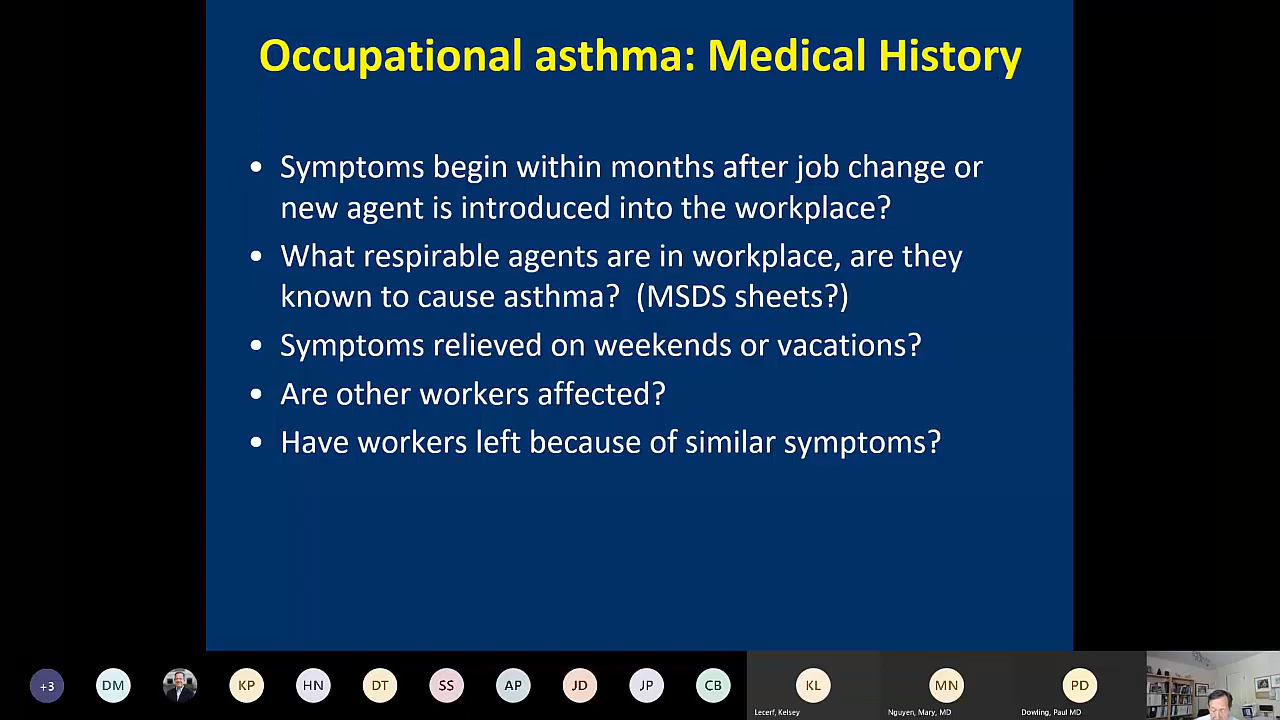 Occupational asthma: Medical History
• Symptoms begin within months after job change or
new agent is introduced into the workplace?
• What respirable agents are in workplace, are they
known to cause asthma?  (MSDS sheets?)
• Symptoms relieved on weekends or vacations?
• Are other workers affected?
• Have workers left because of similar symptoms?
+3 DM KP HN DT SS AP JD JP CB KL MN PD
Lecerf, Kelsey Nguyen, Mary, MD Dowling, Paul MD